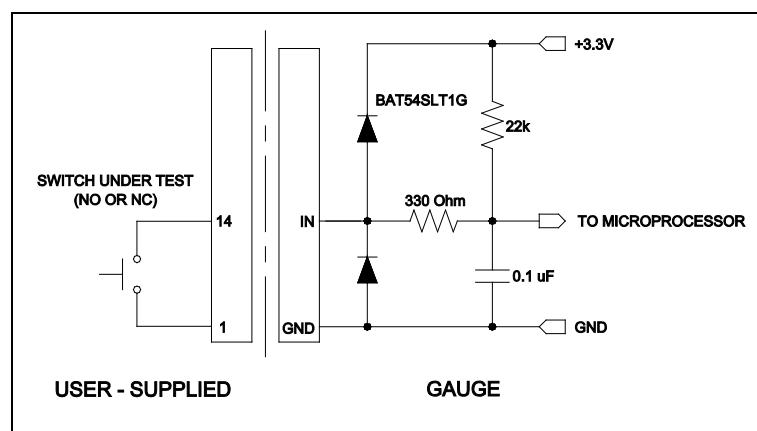 +3.3V
BAT54SLT1G
22k
SWITCH UNDER TEST
(NO OR NC)
330 Ohm
14
IN
TO MICROPROCESSOR
0.1 uF
1
GND
GND
USER - SUPPLIED
GAUGE